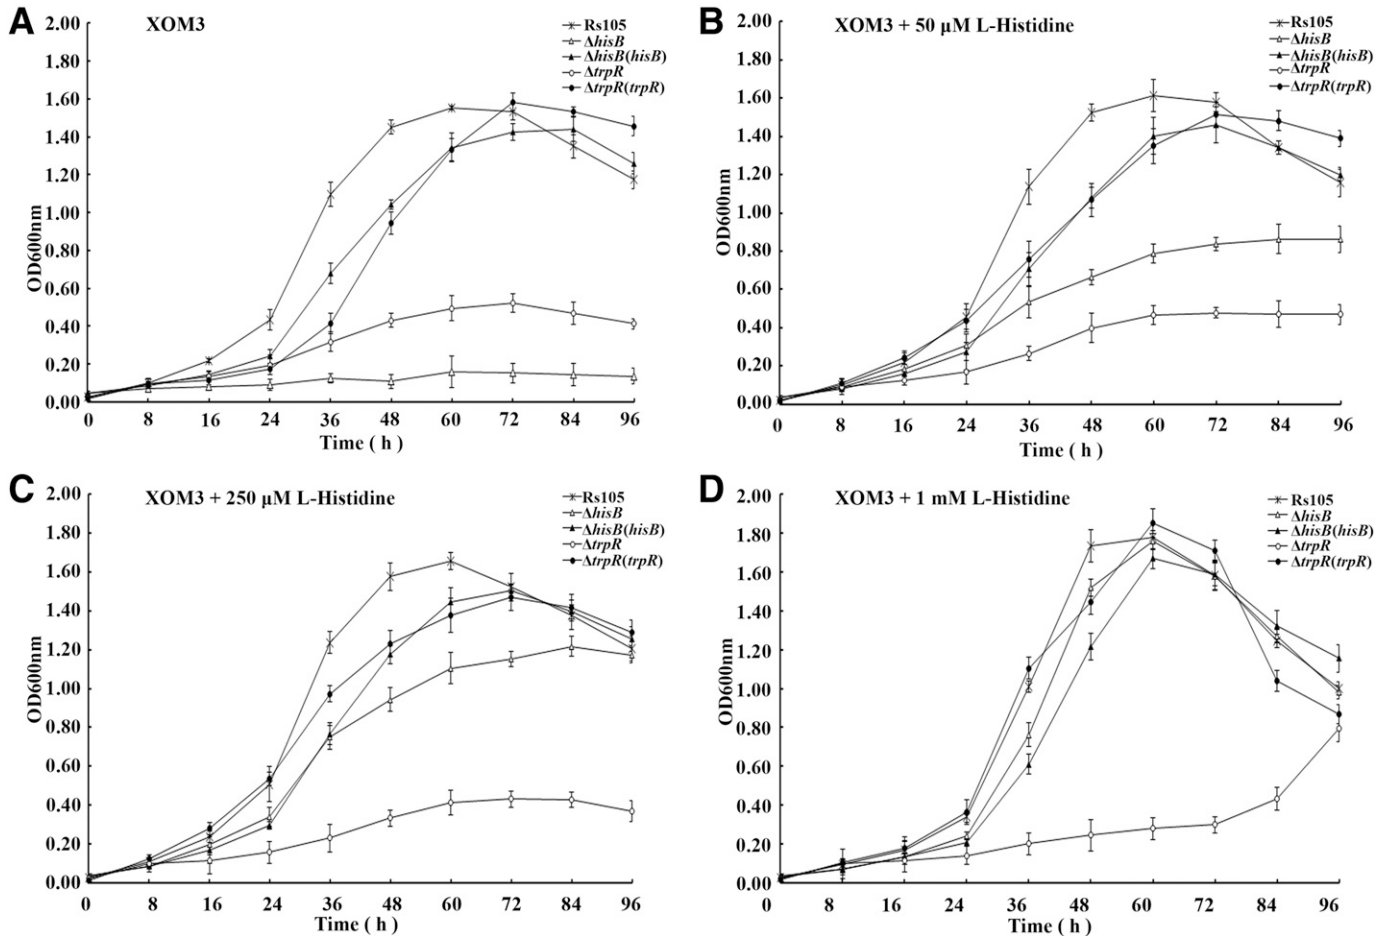 A
XOM3
Rs105
ΔhisB
ΔhisB(hisB)
ΔtrpR
ΔtrpR(trpR)
2.00
1.80
1.60
1.40
1.20
1.00
0.80
0.60
0.40
0.20
0.00
OD600nm
0 8 16 24 36 48 60 72 84 96
Time ( h )
B
XOM3 + 50 µM L-Histidine
Rs105
ΔhisB
ΔhisB(hisB)
ΔtrpR
ΔtrpR(trpR)
2.00
1.80
1.60
1.40
1.20
1.00
0.80
0.60
0.40
0.20
0.00
OD600nm
0 8 16 24 36 48 60 72 84 96
Time ( h )
C
XOM3 + 250 µM L-Histidine
Rs105
ΔhisB
ΔhisB(hisB)
ΔtrpR
ΔtrpR(trpR)
2.00
1.80
1.60
1.40
1.20
1.00
0.80
0.60
0.40
0.20
0.00
OD600nm
0 8 16 24 36 48 60 72 84 96
Time ( h )
D
XOM3 + 1 mM L-Histidine
Rs105
ΔhisB
ΔhisB(hisB)
ΔtrpR
ΔtrpR(trpR)
2.00
1.80
1.60
1.40
1.20
1.00
0.80
0.60
0.40
0.20
0.00
OD600nm
0 8 16 24 36 48 60 72 84 96
Time ( h )